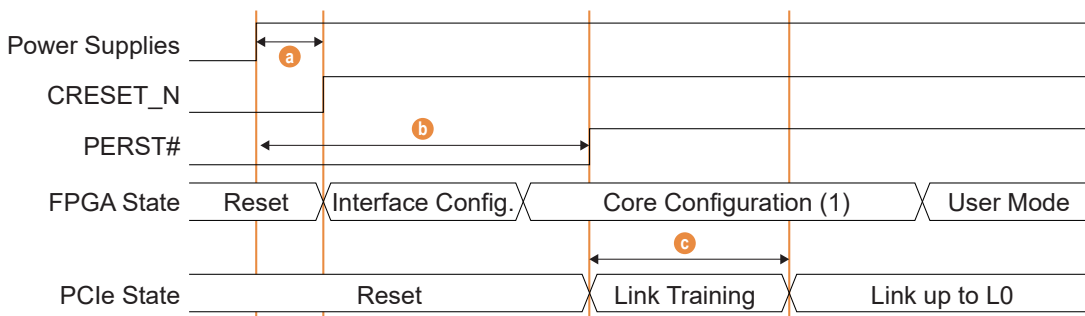 Power Supplies
a
CRESET_N
b
PERST#
FPGA State Reset Interface Config. Core Configuration (1) User Mode
c
PCIe State Reset Link Training Link up to L0